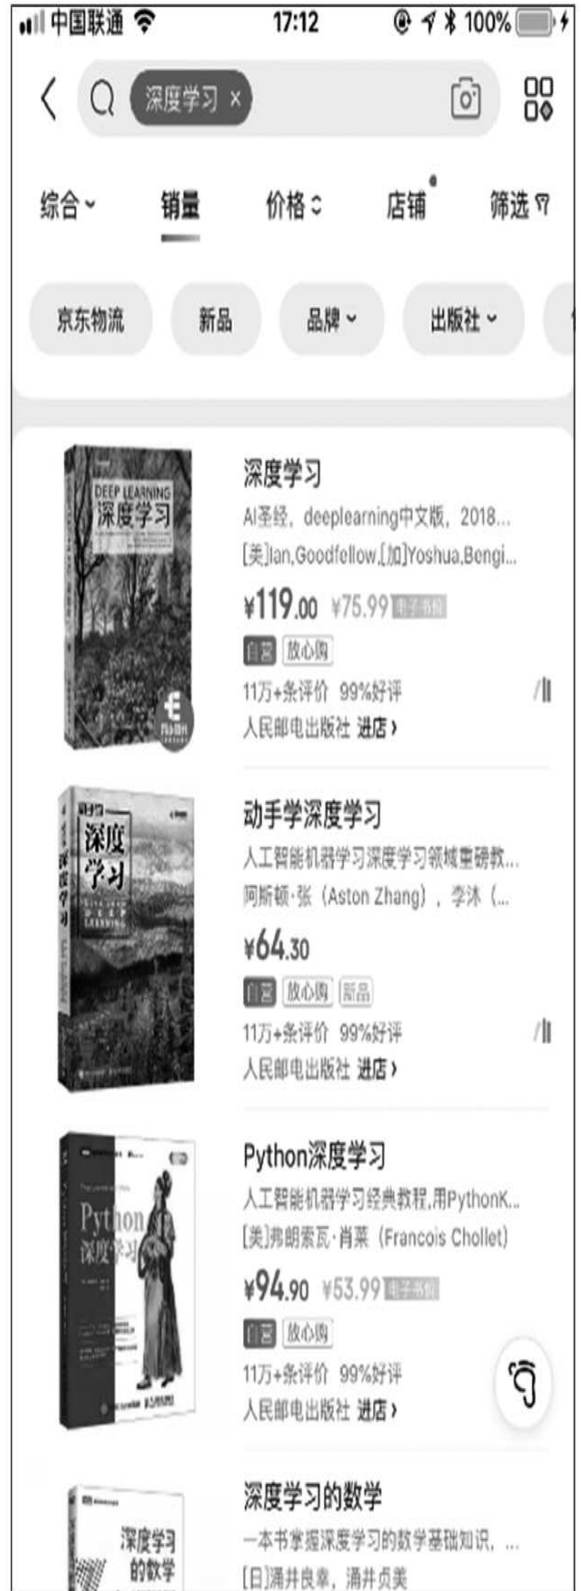 中国联通
17:12
100%
深度学习 ×
综合
销量
价格
店铺
筛选
京东物流
新品
品牌
出版社
DEEP LEARNING
深度学习
深度学习
AI圣经，deeplearning中文版，2018...
[美]Ian,Goodfellow,[加]Yoshua,Bengi...
¥119.00 ¥75.99 电子书价
自营 放心购
11万+条评价 99%好评
人民邮电出版社 进店›
动手学
深度
学习
DEEP
LEARNING
动手学深度学习
人工智能机器学习深度学习领域重磅教...
阿斯顿·张（Aston Zhang），李沐（...
¥64.30
自营 放心购 新品
11万+条评价 99%好评
人民邮电出版社 进店›
Python
深度学习
Python深度学习
人工智能机器学习经典教程,用PythonK...
[美]弗朗索瓦·肖莱（Francois Chollet）
¥94.90 ¥53.99 电子书价
自营 放心购
11万+条评价 99%好评
人民邮电出版社 进店›
深度学习
的数学
深度学习的数学
一本书掌握深度学习的数学基础知识，...
[日]涌井良幸，涌井贞美